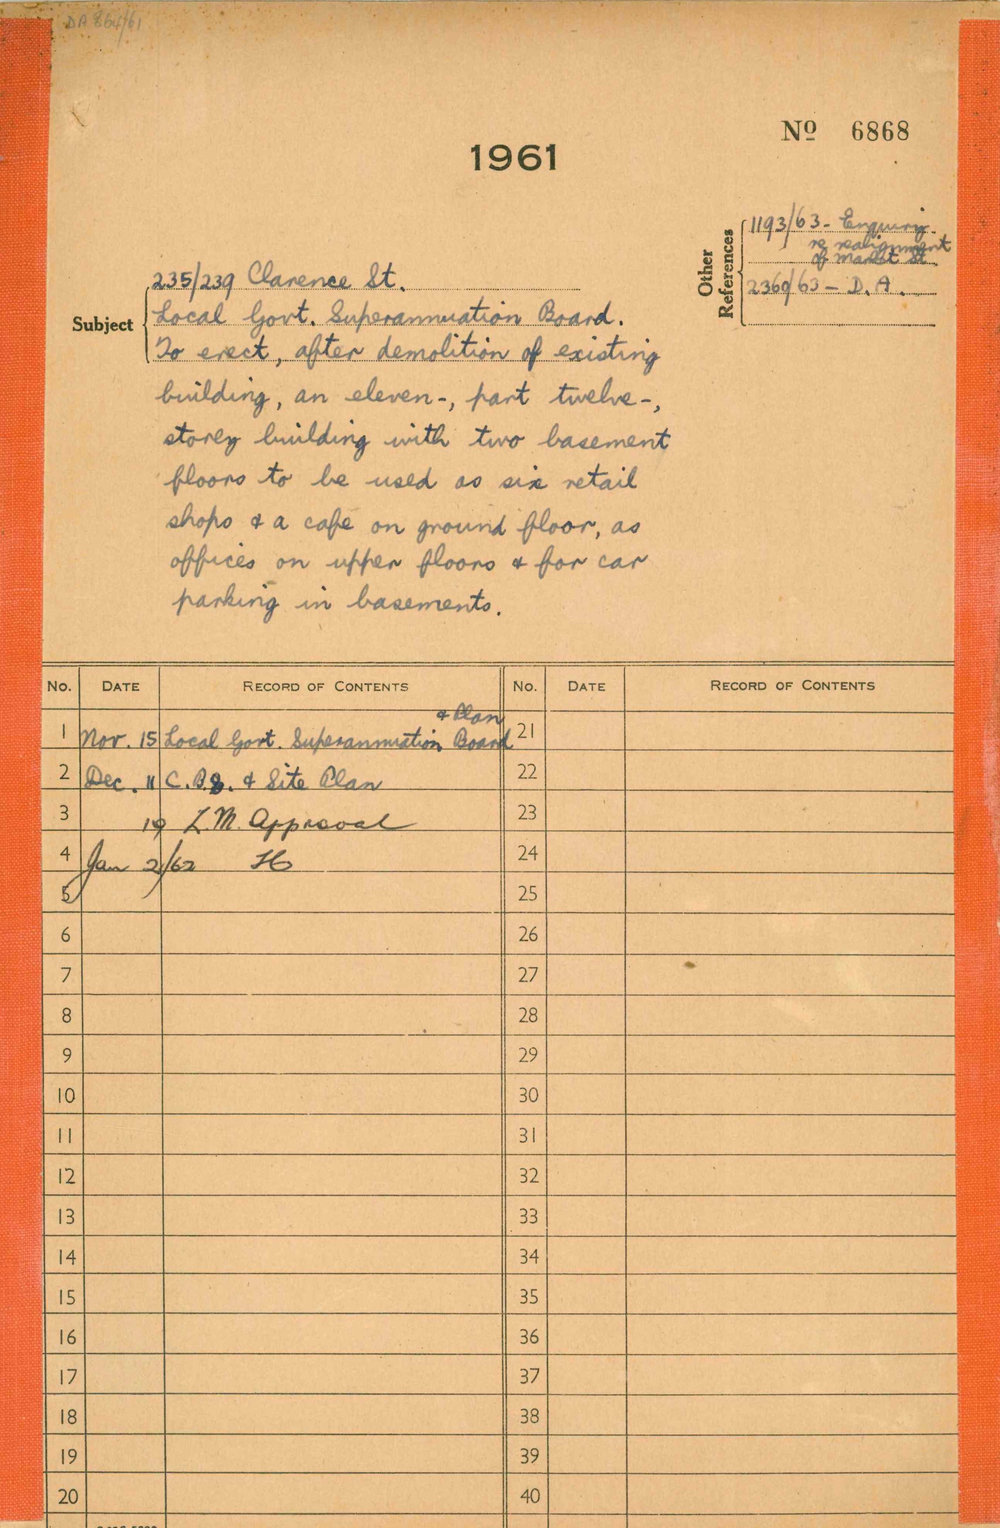 DA 864/61
Nº 6868
1961
Other References
1193/63 - Enquiry
re realignment
of Market St.
2360/63 - D.A.
Subject
235/239 Clarence St.
Local Govt. Superannuation Board.
To erect, after demolition of existing
building, an eleven-, part twelve-,
storey building with two basement
floors to be used as six retail
shops & a cafe on ground floor, as
offices on upper floors & for car
parking in basements.
No. DATE RECORD OF CONTENTS No. DATE RECORD OF CONTENTS
& Plan
1 Nov. 15 Local Govt. Superannuation Board 21
2 Dec. 11 C.B.S. & Site Plan 22
3 19 L.M. Approval 23
4 Jan 2/62 24
5 25
6 26
7 27
8 28
9 29
10 30
11 31
12 32
13 33
14 34
15 35
16 36
17 37
18 38
19 39
20 40